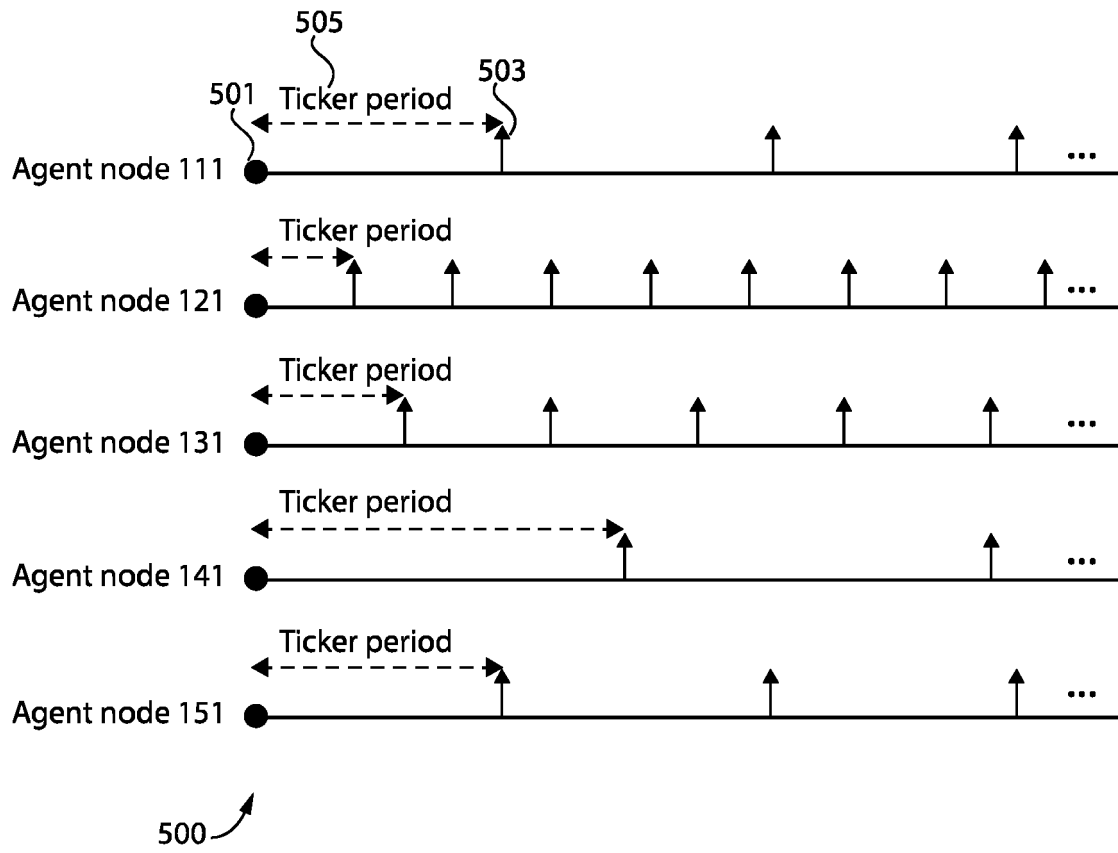 505
503
501
Ticker period
Agent node 111
...
Ticker period
Agent node 121
...
Ticker period
Agent node 131
...
Ticker period
Agent node 141
...
Ticker period
Agent node 151
...
500